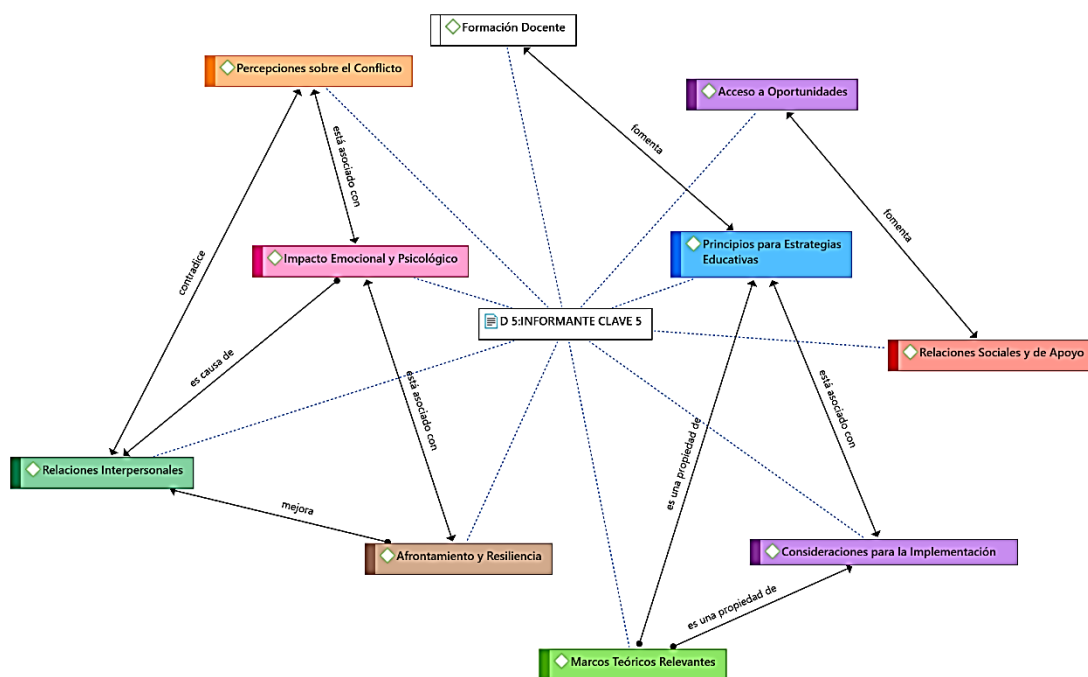 Formación Docente
Percepciones sobre el Conflicto
Acceso a Oportunidades
está asociado con
fomenta
fomenta
contradice
Impacto Emocional y Psicológico
Principios para Estrategias
Educativas
D 5:INFORMANTE CLAVE 5
Relaciones Sociales y de Apoyo
es causa de
está asociado con
es una propiedad de
está asociado con
Relaciones Interpersonales
mejora
Afrontamiento y Resiliencia
Consideraciones para la Implementación
es una propiedad de
Marcos Teóricos Relevantes